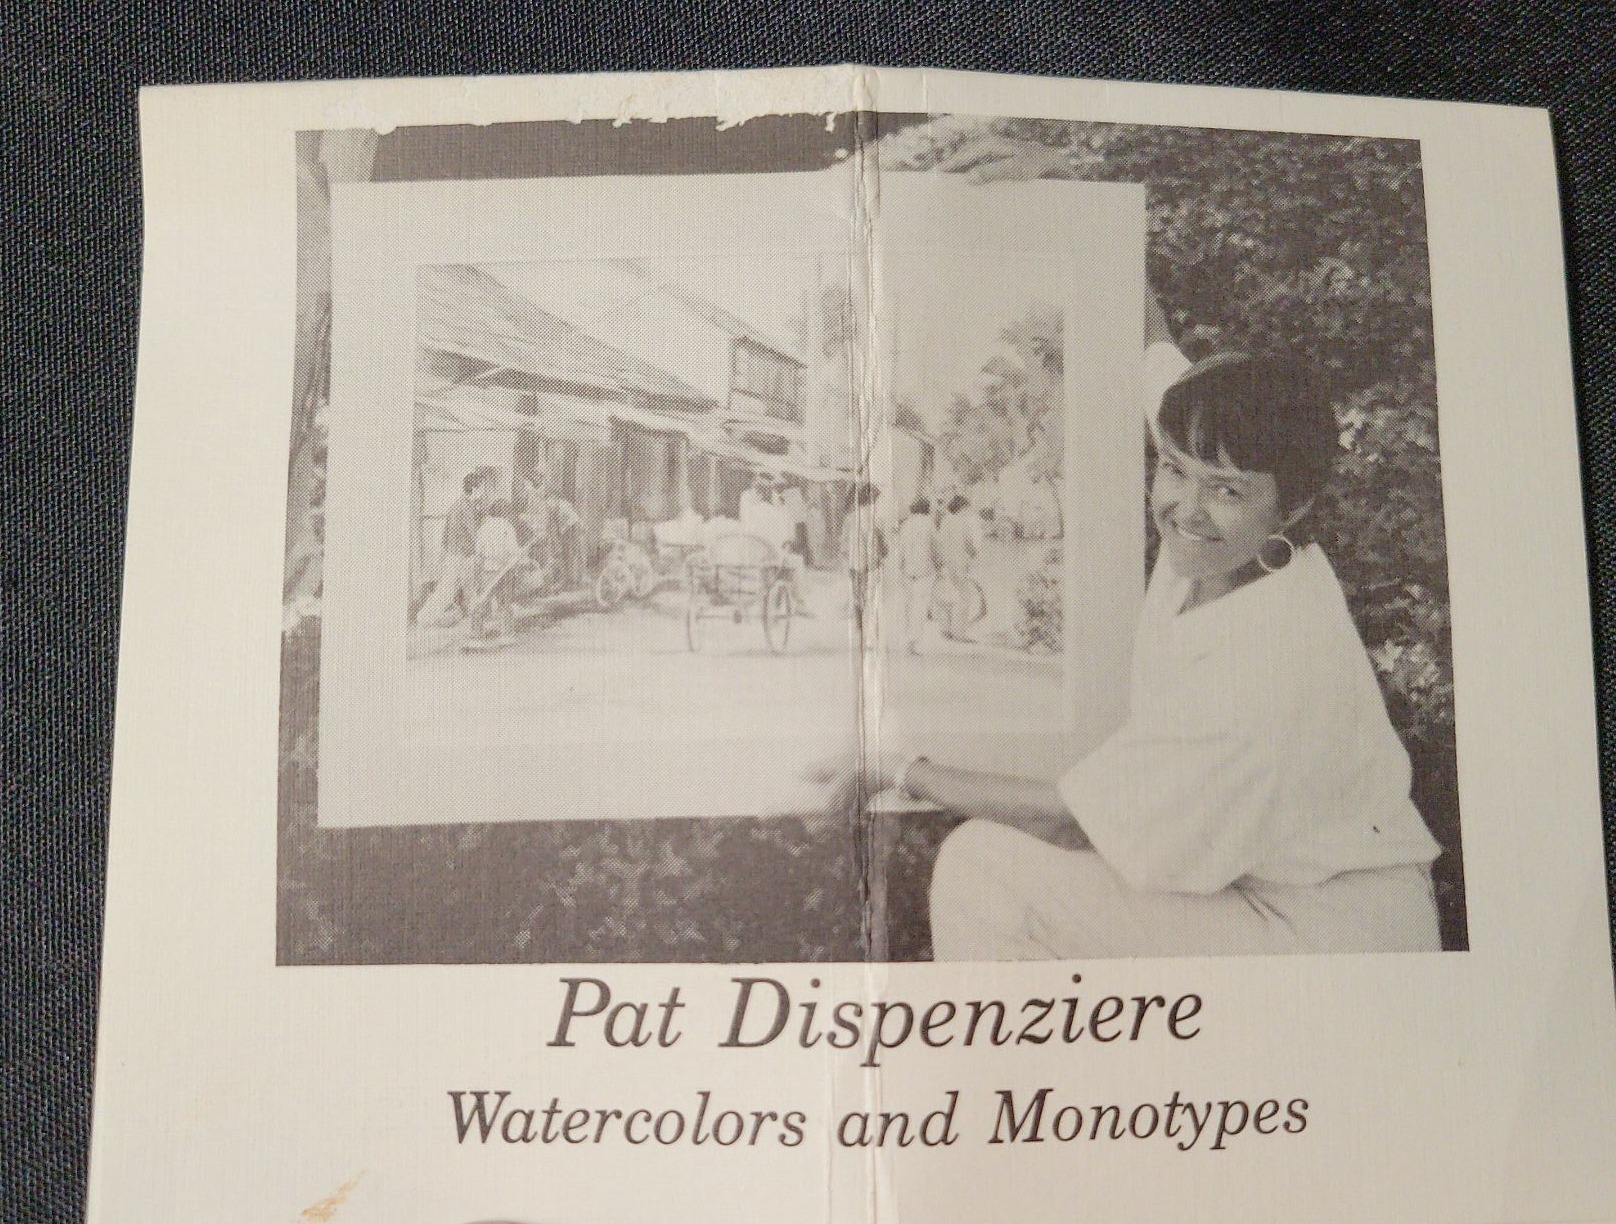 Pat Dispenziere
Watercolors and Monotypes